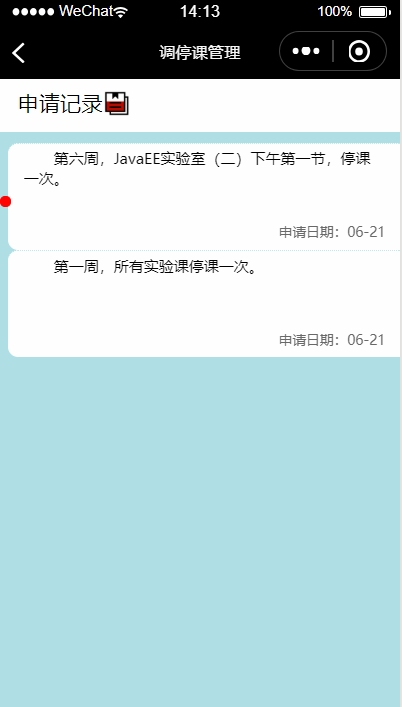 ●●●●● WeChat 14:13 100%
调停课管理
申请记录
第六周，JavaEE实验室（二）下午第一节，停课
一次。
申请日期：06-21
第一周，所有实验课停课一次。
申请日期：06-21